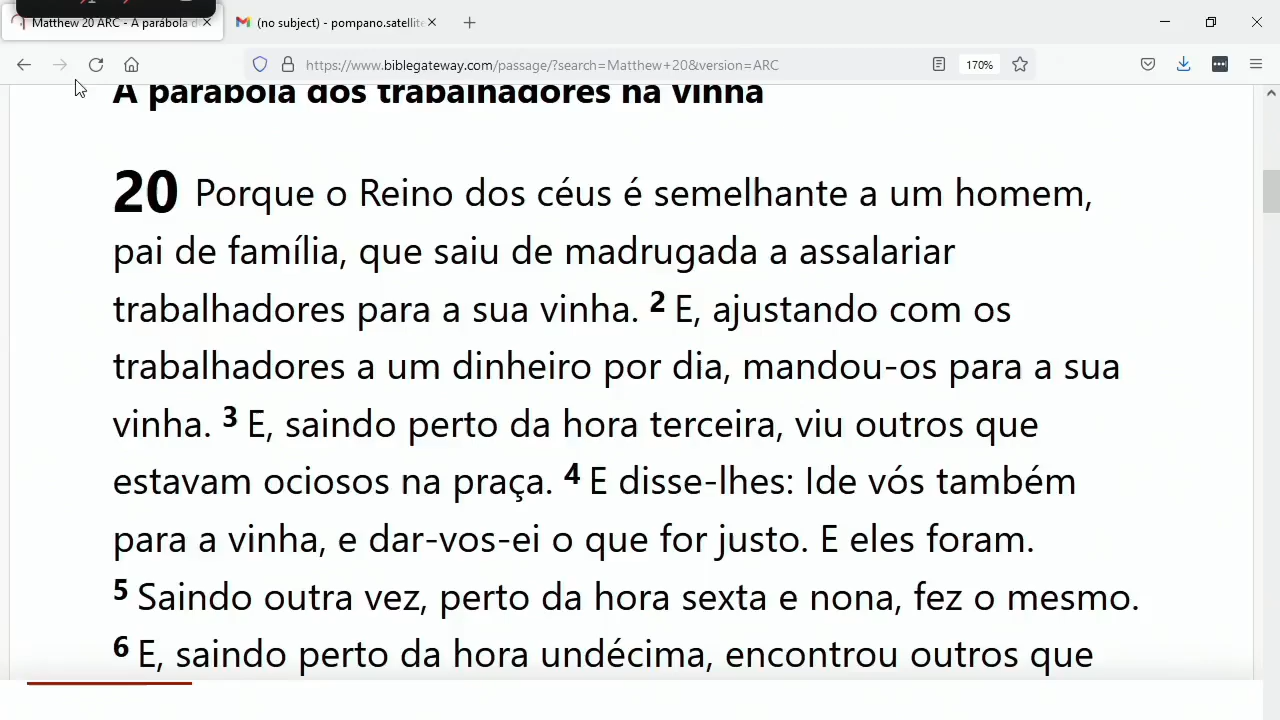 Matthew 20 ARC - A parábola d
(no subject) - pompano.satellite
https://www.biblegateway.com/passage/?search=Matthew+20&version=ARC
170%
A parábola dos trabalhadores na vinha
20 Porque o Reino dos céus é semelhante a um homem,
pai de família, que saiu de madrugada a assalariar
trabalhadores para a sua vinha. 2 E, ajustando com os
trabalhadores a um dinheiro por dia, mandou-os para a sua
vinha. 3 E, saindo perto da hora terceira, viu outros que
estavam ociosos na praça. 4 E disse-lhes: Ide vós também
para a vinha, e dar-vos-ei o que for justo. E eles foram.
5 Saindo outra vez, perto da hora sexta e nona, fez o mesmo.
6 E, saindo perto da hora undécima, encontrou outros que